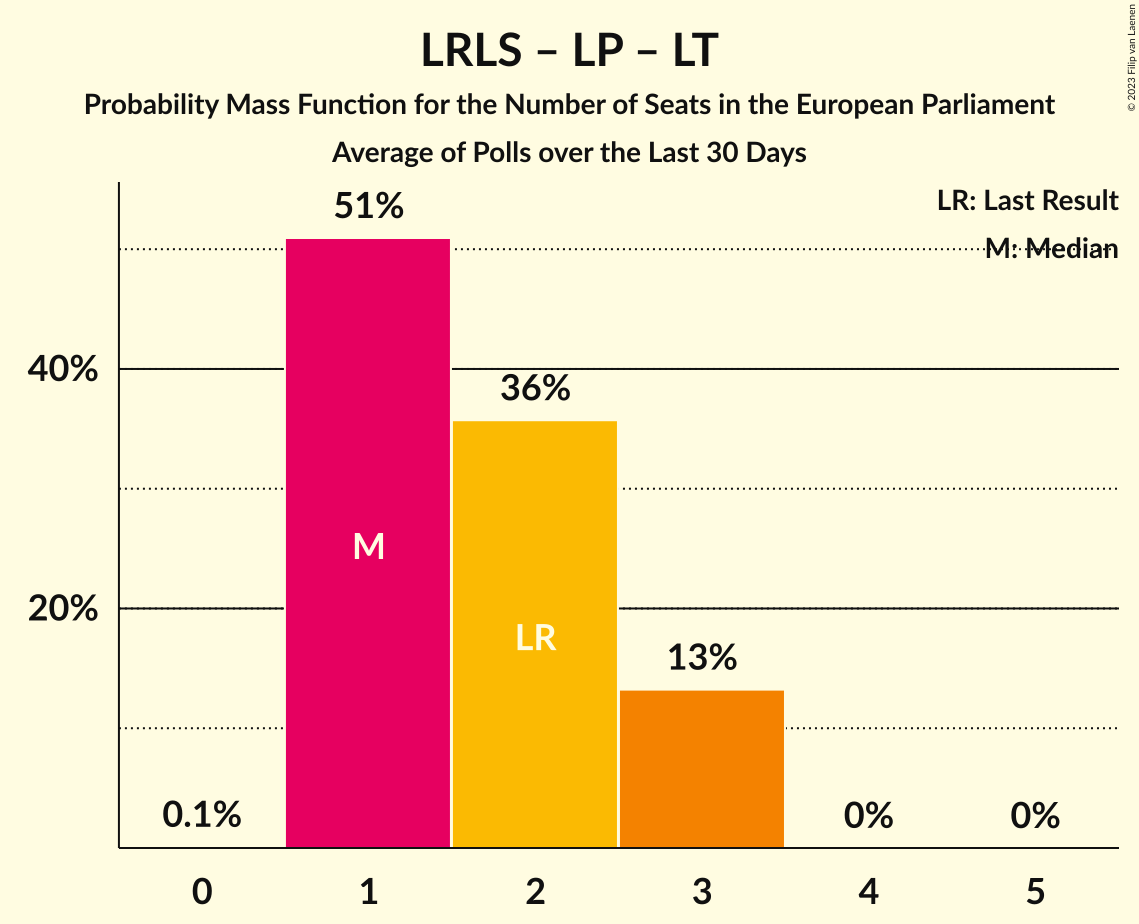 LRLS – LP – LT
Probability Mass Function for the Number of Seats in the European Parliament
Average of Polls over the Last 30 Days
© 2023 Filip van Laenen
LR: Last Result
M: Median
51%
40%
36%
M
20%
LR
13%
0.1%
0%
0%
0
1
2
3
4
5